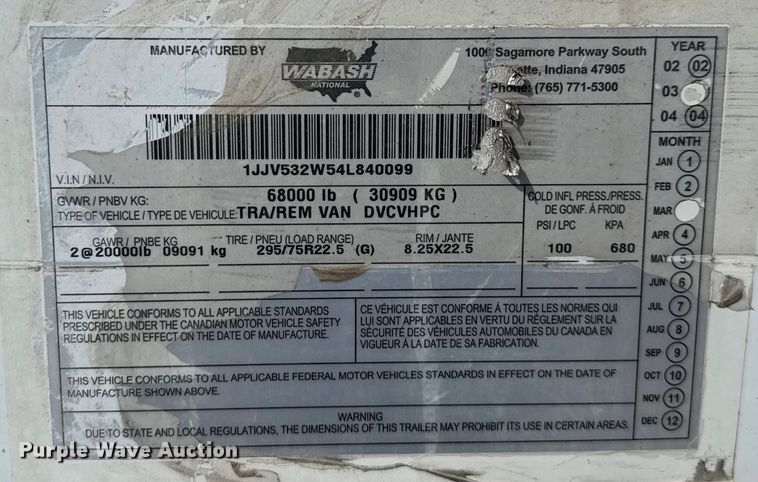 MANUFACTURED BY
WABASH
NATIONAL
Sagamore Parkway South
Indiana 47905
Phone: (765) 771-5300
YEAR
02 02
03
04 04
MONTH
JAN 1
FEB 2
MAR
APR 4
MAY 5
JUN 6
JUL 7
AUG 8
SEP 9
OCT 10
NOV 11
DEC 12
1JJV532W54L840099
V.I.N / N.I.V.
GVWR / PNBV KG: 68000 lb ( 30909 KG )
TYPE OF VEHICLE / TYPE DE VEHICULE: TRA/REM VAN DVCVHPC
COLD INFL PRESS./PRESS.
DE GONF. À FROID
PSI / LPC KPA
GAWR / PNBE KG TIRE / PNEU (LOAD RANGE) RIM / JANTE
2@20000lb 09091 kg 295/75R22.5 (G) 8.25X22.5 100 680
THIS VEHICLE CONFORMS TO ALL APPLICABLE STANDARDS
PRESCRIBED UNDER THE CANADIAN MOTOR VEHICLE SAFETY
REGULATIONS IN EFFECT ON THE DATE OF MANUFACTURE.
CE VÉHICULE EST CONFORME À TOUTES LES NORMES QUI
LUI SONT APPLICABLES EN VERTU DU RÈGLEMENT SUR LA
SÉCURITÉ DES VÉHICULES AUTOMOBILES DU CANADA EN
VIGUEUR À LA DATE DE SA FABRICATION.
THIS VEHICLE CONFORMS TO ALL APPLICABLE FEDERAL MOTOR VEHICLES STANDARDS IN EFFECT ON THE DATE OF
MANUFACTURE SHOWN ABOVE.
WARNING
DUE TO STATE AND LOCAL REGULATIONS, THE DIMENSIONS OF THIS TRAILER MAY PROHIBIT ITS USE IN CERTAIN AREAS.
Purple Wave Auction